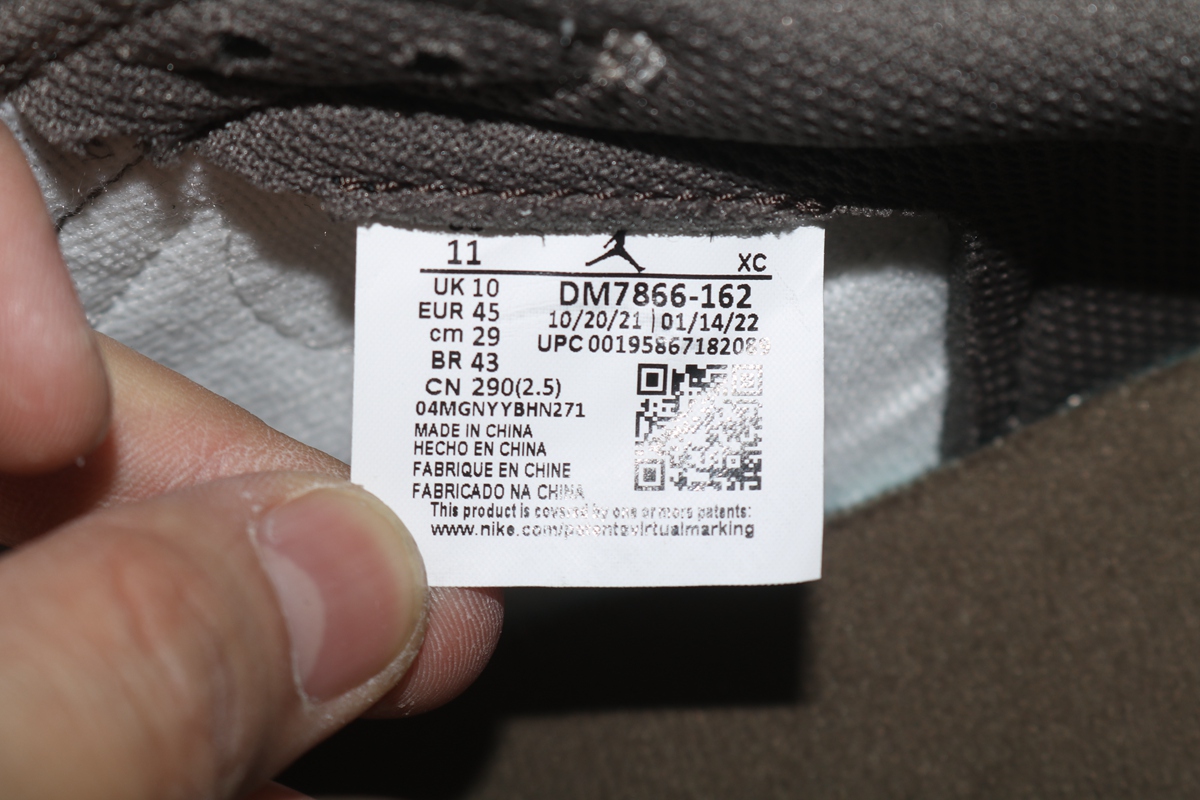 11 XC
UK 10
EUR 45
cm 29
BR 43
CN 290(2.5)
DM7866-162
10/20/21 | 01/14/22
UPC
04MGNYYBHN271
MADE IN CHINA
HECHO EN CHINA
FABRIQUE EN CHINE
FABRICADO NA CHINA
This product is covered by one or more patents:
www.nike.com/patentsvirtualmarking